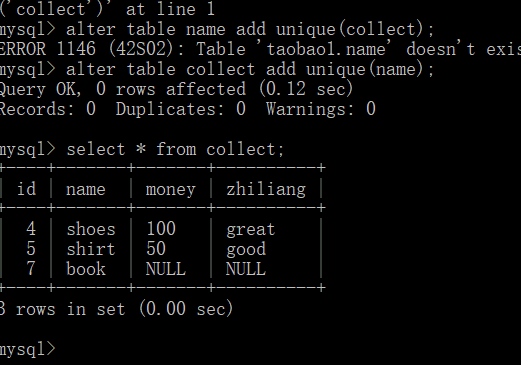 ('collect')' at line 1
mysql> alter table name add unique(collect);
ERROR 1146 (42S02): Table 'taobao1.name' doesn't exis
mysql> alter table collect add unique(name);
Query OK, 0 rows affected (0.12 sec)
Records: 0  Duplicates: 0  Warnings: 0

mysql> select * from collect;
+----+-------+-------+----------+
| id | name  | money | zhiliang |
+----+-------+-------+----------+
|  4 | shoes | 100   | great    |
|  5 | shirt | 50    | good     |
|  7 | book  | NULL  | NULL     |
+----+-------+-------+----------+
3 rows in set (0.00 sec)

mysql>